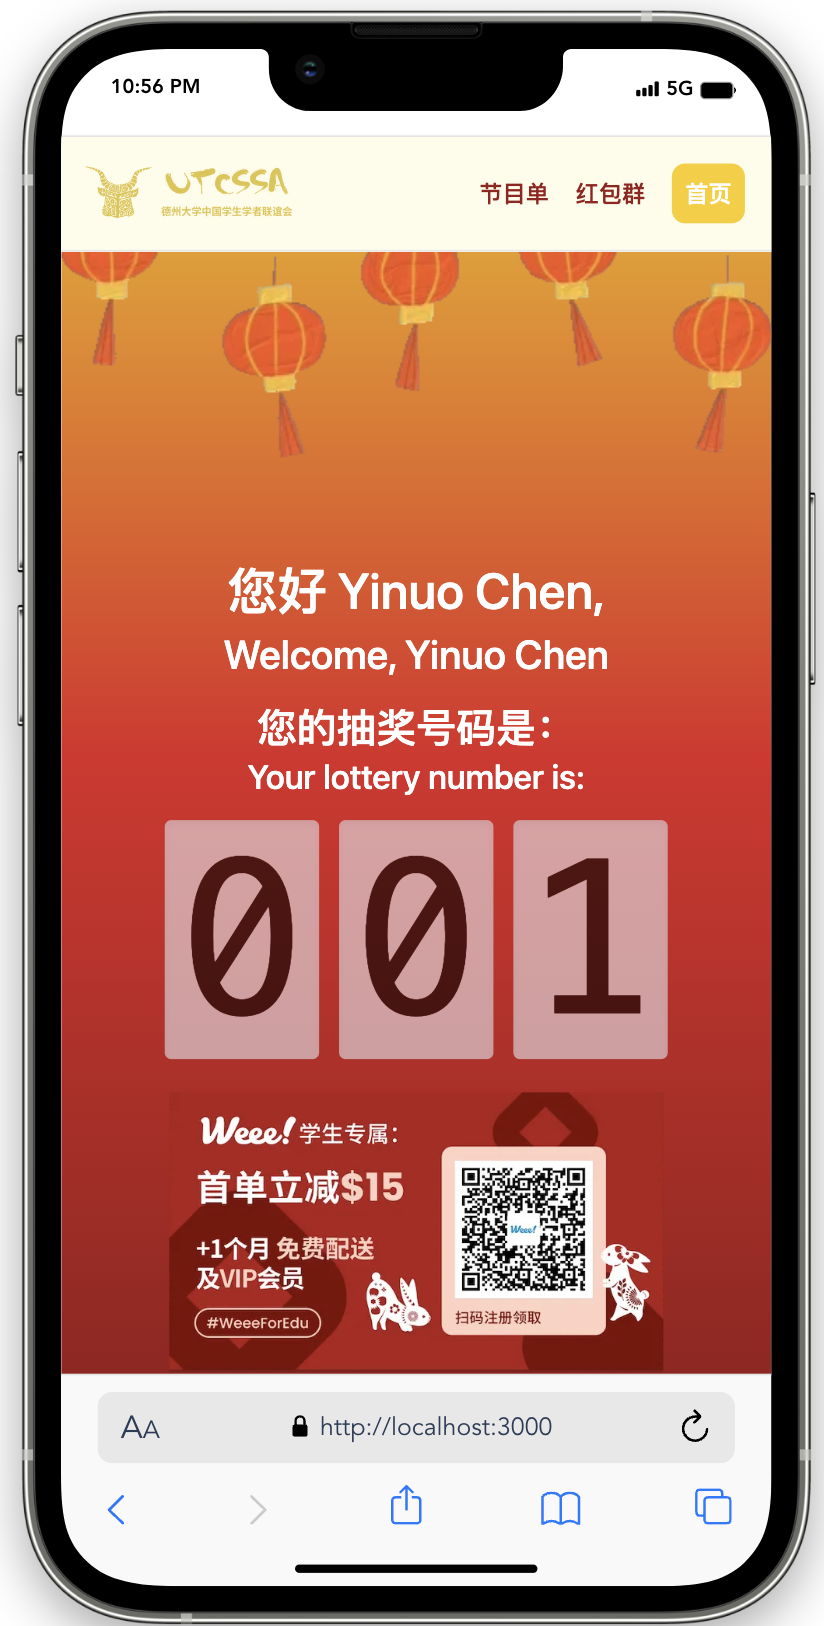 10:56 PM
5G
UTCSSA
德州大学中国学生学者联谊会
节目单 红包群 首页
您好 Yinuo Chen,
Welcome, Yinuo Chen
您的抽奖号码是：
Your lottery number is:
001
Weee! 学生专属：
首单立减$15
+1个月 免费配送
及VIP会员
#WeeeForEdu
Weee!
扫码注册领取
AA
http://localhost:3000